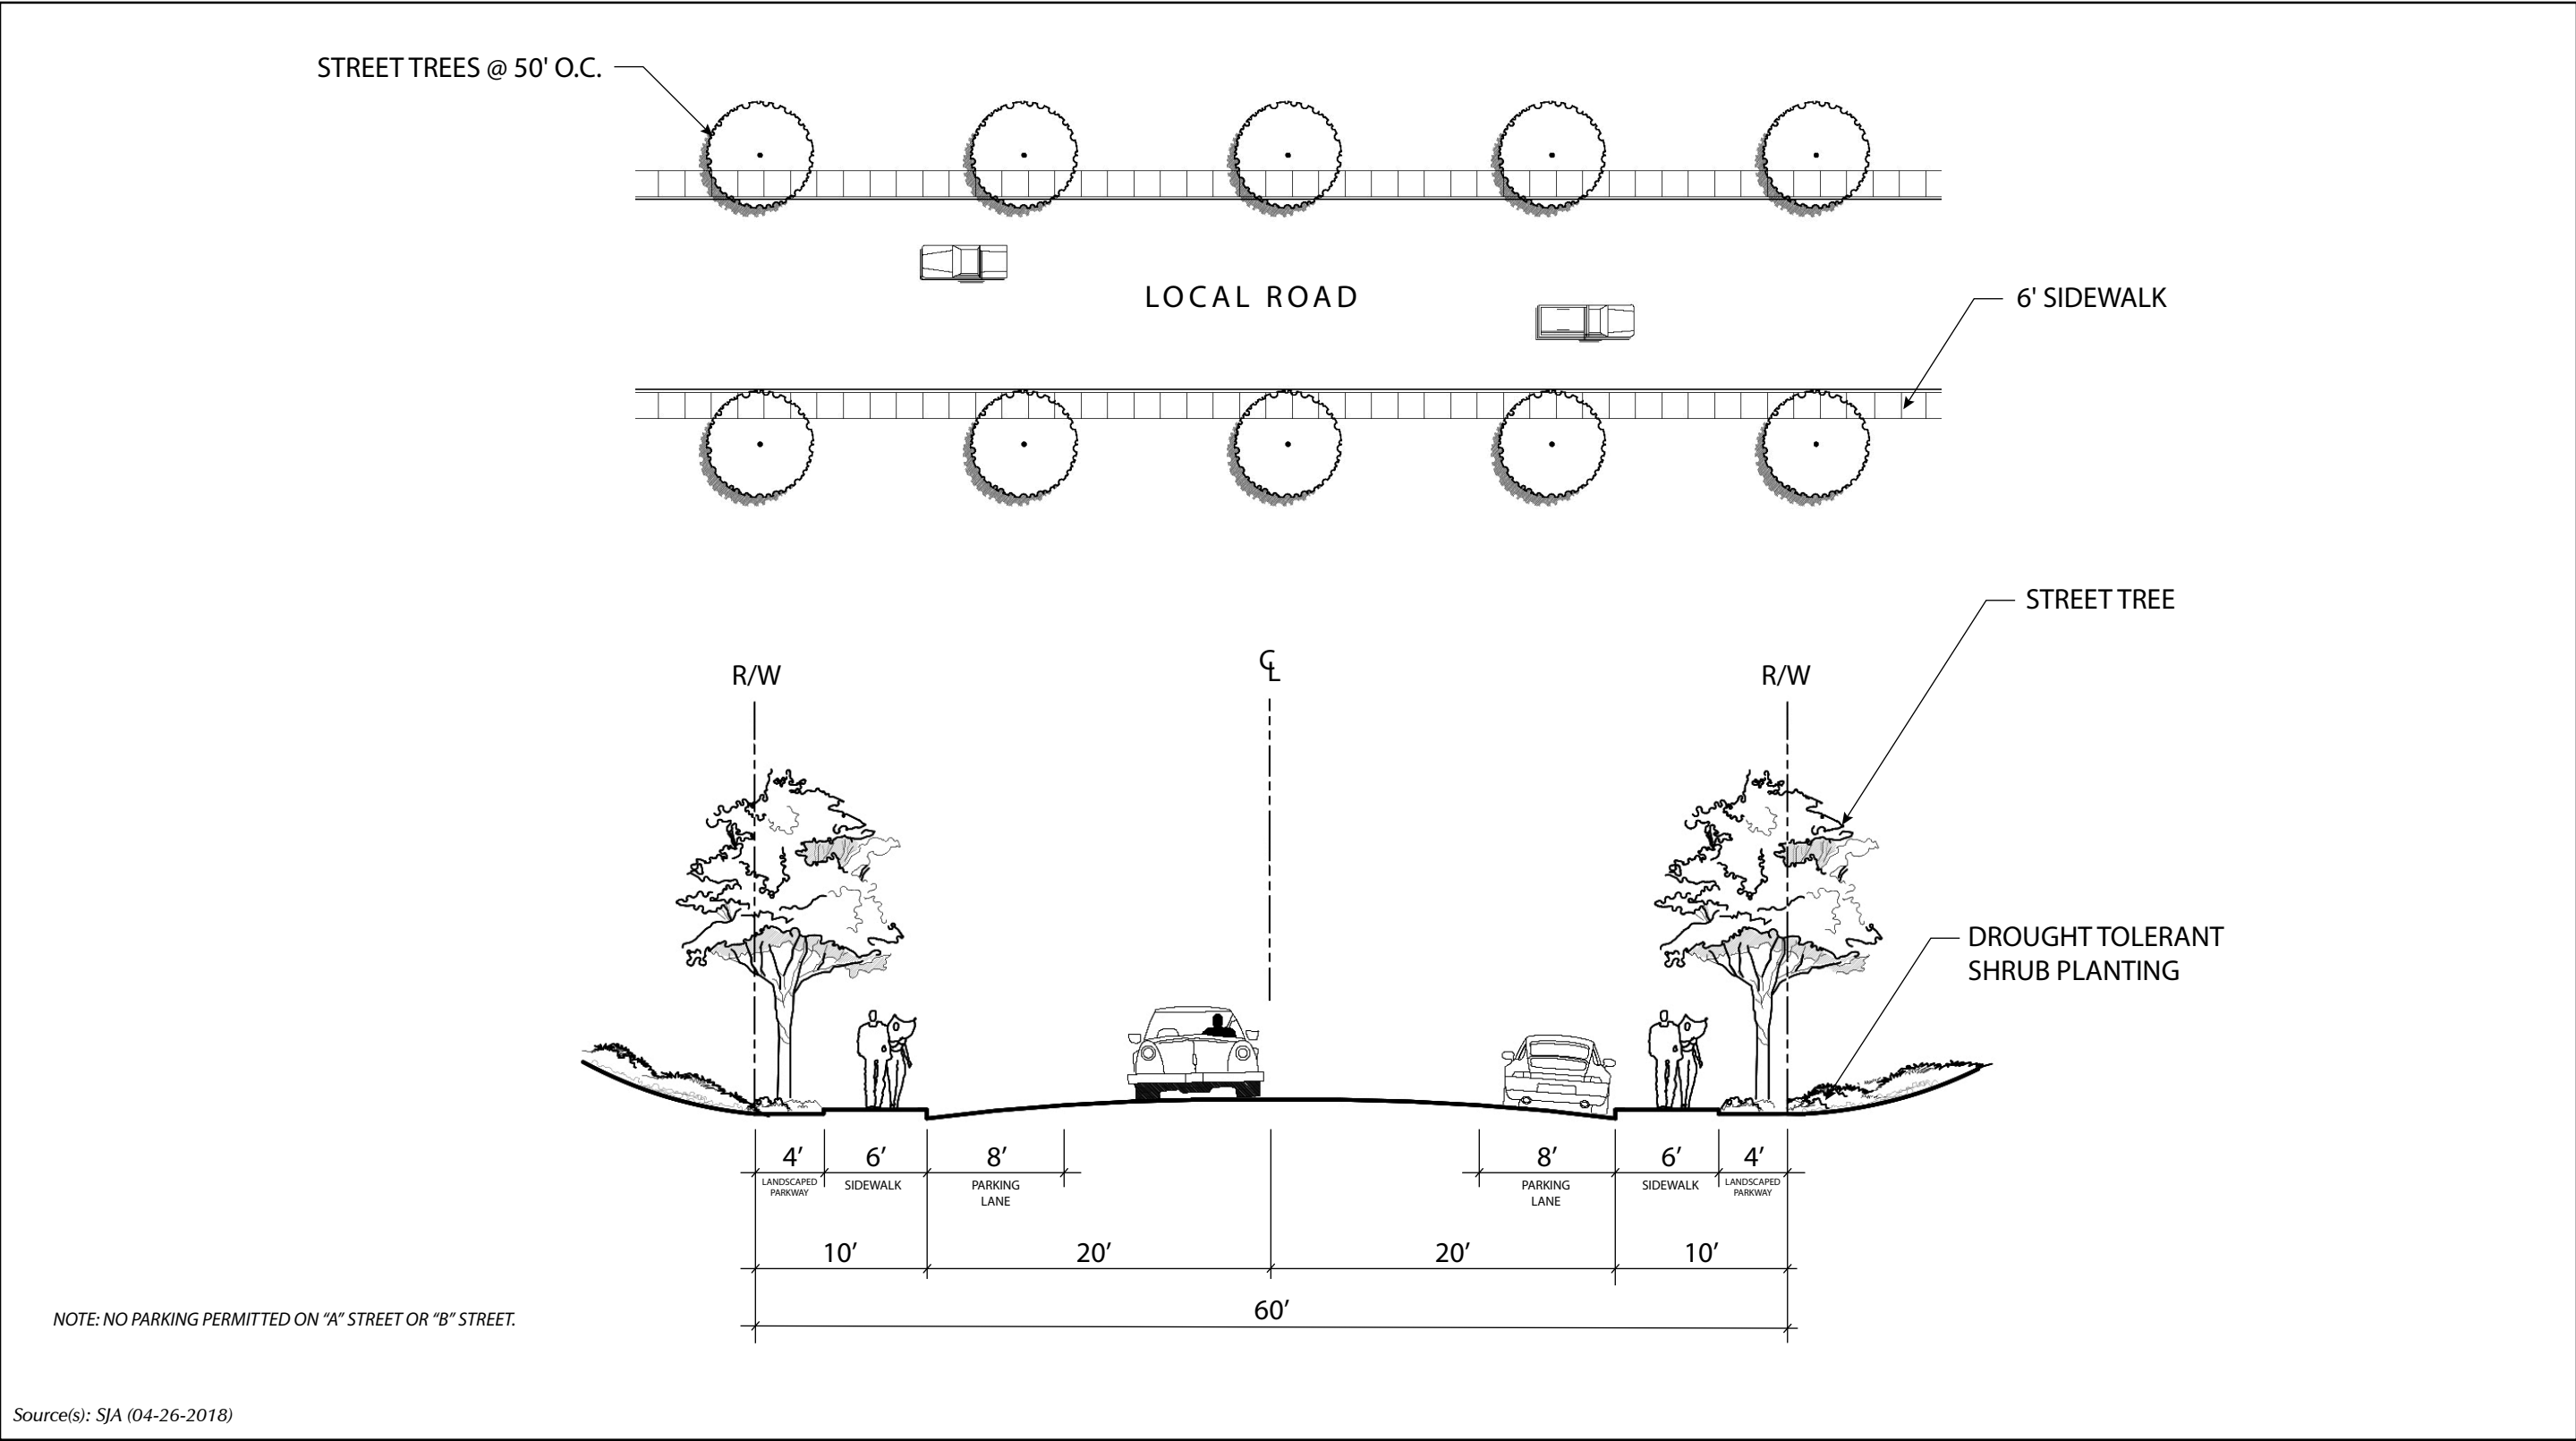 STREET TREES @ 50' O.C.
LOCAL ROAD
6' SIDEWALK
STREET TREE
R/W
℄
R/W
DROUGHT TOLERANT
SHRUB PLANTING
4’
6’
8’
8’
6’
4’
LANDSCAPED
PARKWAY
SIDEWALK
PARKING
LANE
PARKING
LANE
SIDEWALK
LANDSCAPED
PARKWAY
10’
20’
20’
10’
60’
NOTE: NO PARKING PERMITTED ON “A” STREET OR “B” STREET.
Source(s): SJA (04-26-2018)